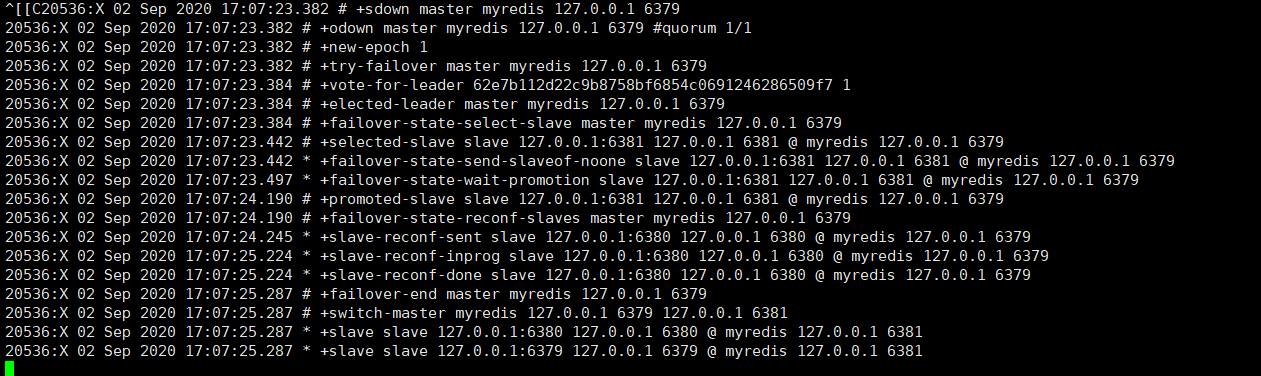 ^[[C20536:X 02 Sep 2020 17:07:23.382 # +sdown master myredis 127.0.0.1 6379
20536:X 02 Sep 2020 17:07:23.382 # +odown master myredis 127.0.0.1 6379 #quorum 1/1
20536:X 02 Sep 2020 17:07:23.382 # +new-epoch 1
20536:X 02 Sep 2020 17:07:23.382 # +try-failover master myredis 127.0.0.1 6379
20536:X 02 Sep 2020 17:07:23.384 # +vote-for-leader 62e7b112d22c9b8758bf6854c0691246286509f7 1
20536:X 02 Sep 2020 17:07:23.384 # +elected-leader master myredis 127.0.0.1 6379
20536:X 02 Sep 2020 17:07:23.384 # +failover-state-select-slave master myredis 127.0.0.1 6379
20536:X 02 Sep 2020 17:07:23.442 # +selected-slave slave 127.0.0.1:6381 127.0.0.1 6381 @ myredis 127.0.0.1 6379
20536:X 02 Sep 2020 17:07:23.442 * +failover-state-send-slaveof-noone slave 127.0.0.1:6381 127.0.0.1 6381 @ myredis 127.0.0.1 6379
20536:X 02 Sep 2020 17:07:23.497 * +failover-state-wait-promotion slave 127.0.0.1:6381 127.0.0.1 6381 @ myredis 127.0.0.1 6379
20536:X 02 Sep 2020 17:07:24.190 # +promoted-slave slave 127.0.0.1:6381 127.0.0.1 6381 @ myredis 127.0.0.1 6379
20536:X 02 Sep 2020 17:07:24.190 # +failover-state-reconf-slaves master myredis 127.0.0.1 6379
20536:X 02 Sep 2020 17:07:24.245 * +slave-reconf-sent slave 127.0.0.1:6380 127.0.0.1 6380 @ myredis 127.0.0.1 6379
20536:X 02 Sep 2020 17:07:25.224 * +slave-reconf-inprog slave 127.0.0.1:6380 127.0.0.1 6380 @ myredis 127.0.0.1 6379
20536:X 02 Sep 2020 17:07:25.224 * +slave-reconf-done slave 127.0.0.1:6380 127.0.0.1 6380 @ myredis 127.0.0.1 6379
20536:X 02 Sep 2020 17:07:25.287 # +failover-end master myredis 127.0.0.1 6379
20536:X 02 Sep 2020 17:07:25.287 # +switch-master myredis 127.0.0.1 6379 127.0.0.1 6381
20536:X 02 Sep 2020 17:07:25.287 * +slave slave 127.0.0.1:6380 127.0.0.1 6380 @ myredis 127.0.0.1 6381
20536:X 02 Sep 2020 17:07:25.287 * +slave slave 127.0.0.1:6379 127.0.0.1 6379 @ myredis 127.0.0.1 6381